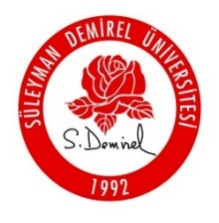 SÜLEYMAN DEMİREL ÜNİVERSİTESİ
S. Demirel
1992